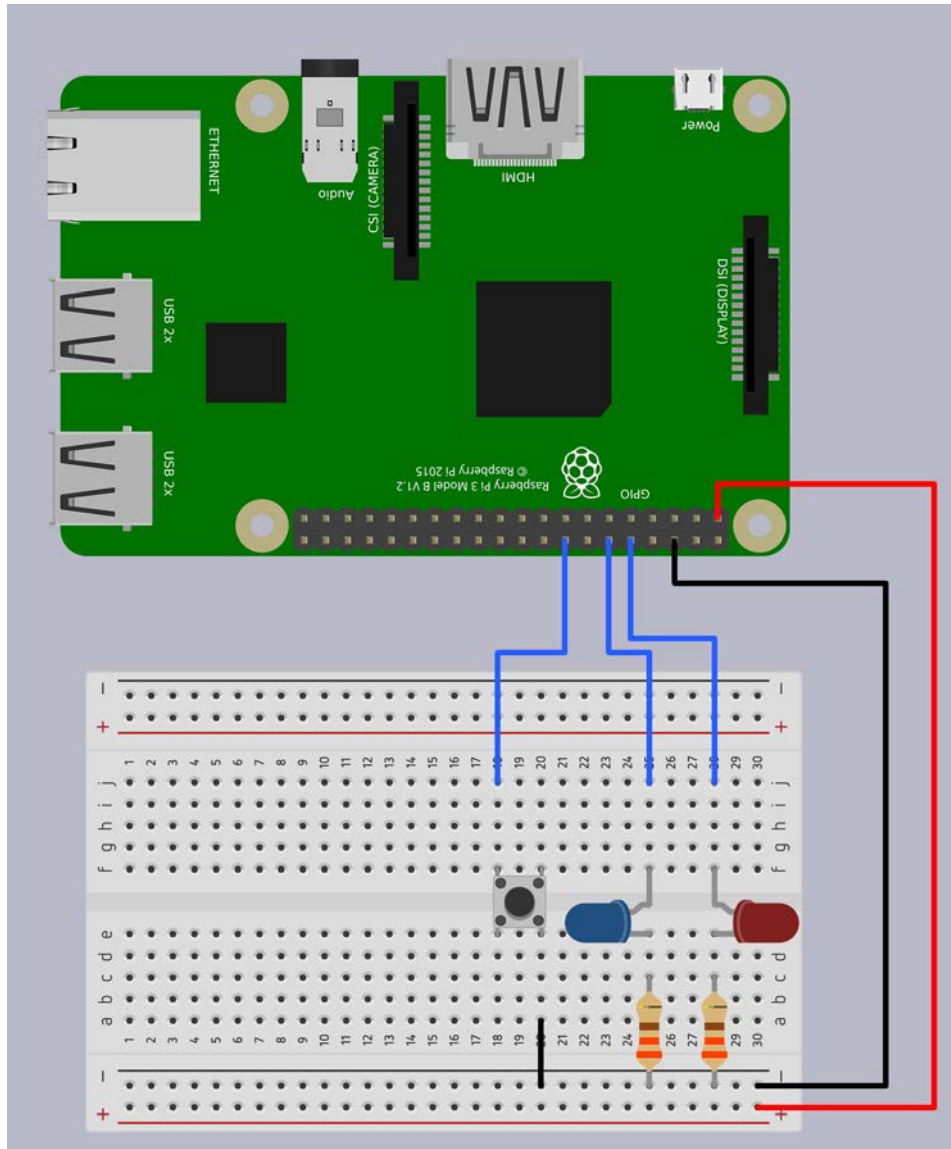 ETHERNET
Audio
CSI (CAMERA)
HDMI
Power
DSI (DISPLAY)
USB 2x
USB 2x
Raspberry Pi 3 Model B V1.2
© Raspberry Pi 2015
GPIO
− −
+ +
1 2 3 4 5 6 7 8 9 10 11 12 13 14 15 16 17 18 19 20 21 22 23 24 25 26 27 28 29 30
j j
i i
h h
g g
f f
e e
d d
c c
b b
a a
1 2 3 4 5 6 7 8 9 10 11 12 13 14 15 16 17 18 19 20 21 22 23 24 25 26 27 28 29 30
− −
+ +